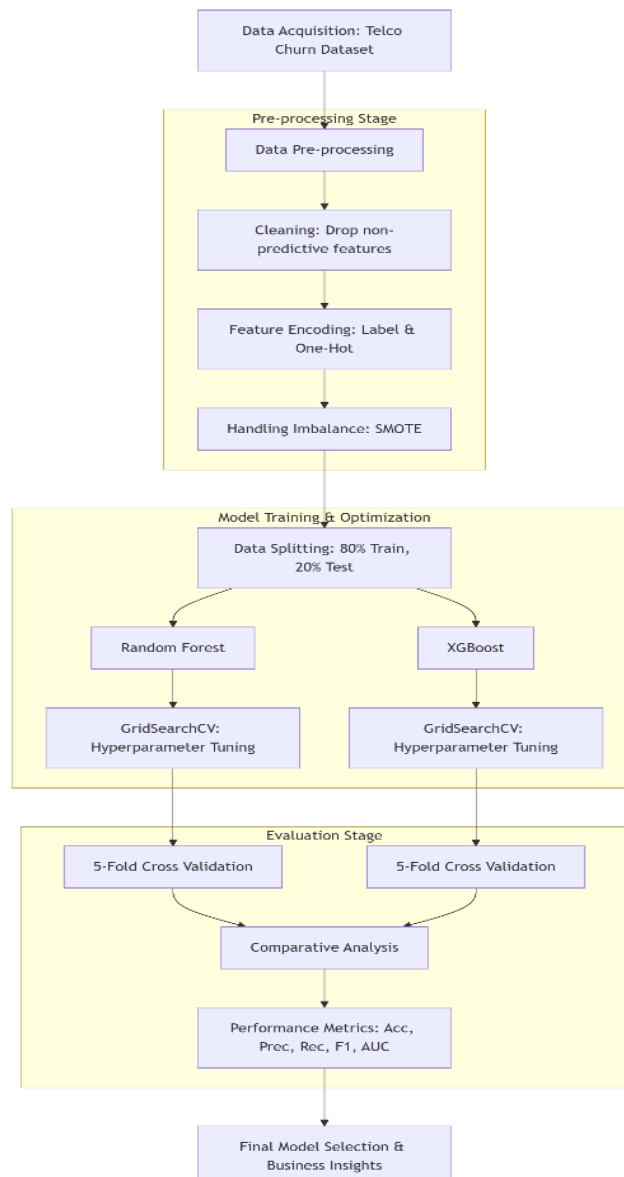 Data Acquisition: Telco
Churn Dataset
Pre-processing Stage
Data Pre-processing
Cleaning: Drop non-
predictive features
Feature Encoding: Label &
One-Hot
Handling Imbalance: SMOTE
Model Training & Optimization
Data Splitting: 80% Train,
20% Test
Random Forest
XGBoost
GridSearchCV:
Hyperparameter Tuning
GridSearchCV:
Hyperparameter Tuning
Evaluation Stage
5-Fold Cross Validation
5-Fold Cross Validation
Comparative Analysis
Performance Metrics: Acc,
Prec, Rec, F1, AUC
Final Model Selection &
Business Insights